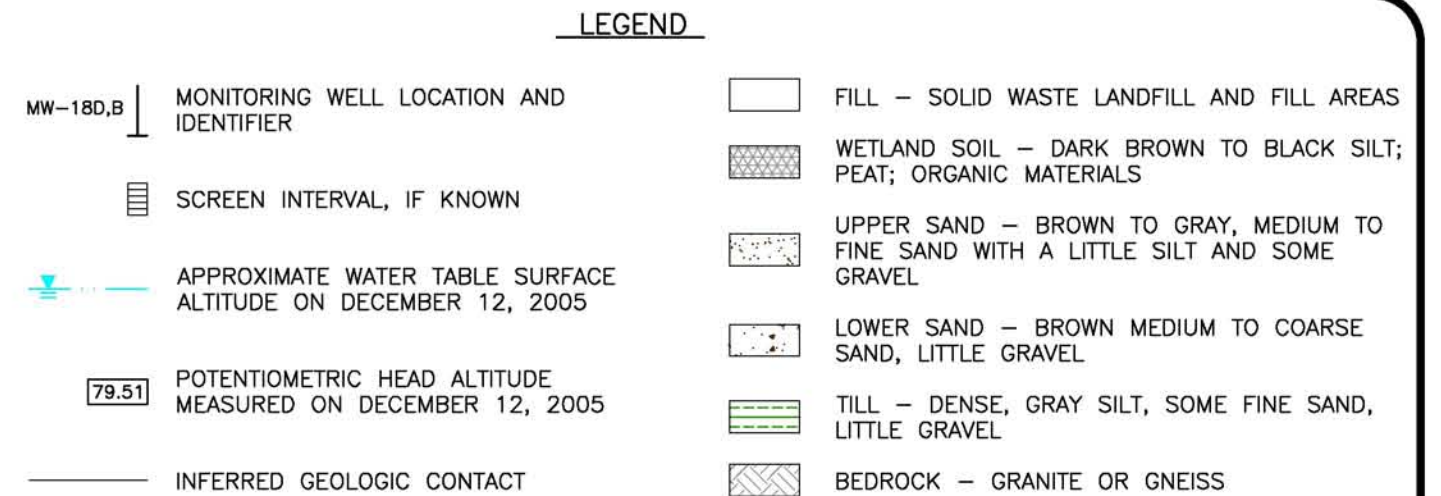 LEGEND
MW-18D,B
MONITORING WELL LOCATION AND
IDENTIFIER
SCREEN INTERVAL, IF KNOWN
APPROXIMATE WATER TABLE SURFACE
ALTITUDE ON DECEMBER 12, 2005
79.51
POTENTIOMETRIC HEAD ALTITUDE
MEASURED ON DECEMBER 12, 2005
INFERRED GEOLOGIC CONTACT
FILL – SOLID WASTE LANDFILL AND FILL AREAS
WETLAND SOIL – DARK BROWN TO BLACK SILT;
PEAT; ORGANIC MATERIALS
UPPER SAND – BROWN TO GRAY, MEDIUM TO
FINE SAND WITH A LITTLE SILT AND SOME
GRAVEL
LOWER SAND – BROWN MEDIUM TO COARSE
SAND, LITTLE GRAVEL
TILL – DENSE, GRAY SILT, SOME FINE SAND,
LITTLE GRAVEL
BEDROCK – GRANITE OR GNEISS